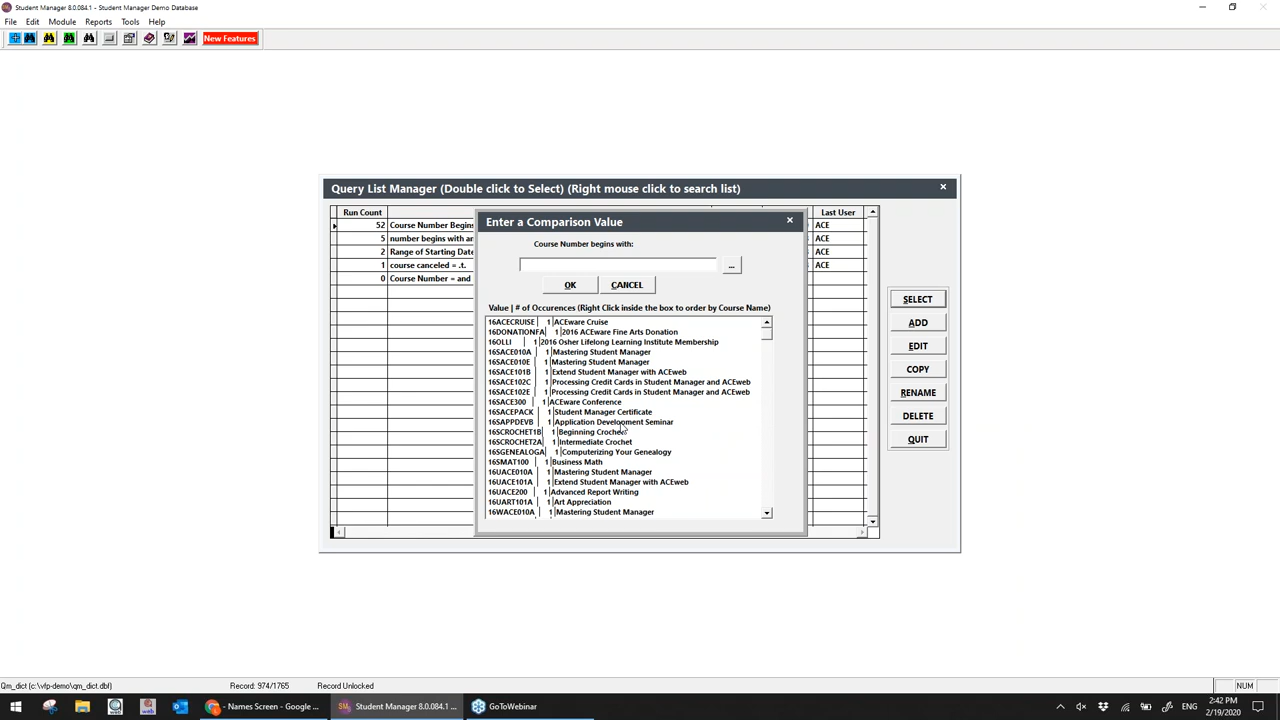 Student Manager 8.0.084.1 - Student Manager Demo Database
File Edit Module Reports Tools Help
New Features
Query List Manager (Double click to Select) (Right mouse click to search list)
Run Count Last User
52 Course Number Begins ACE
5 number begins with an ACE
2 Range of Starting Date ACE
1 course canceled = .t. ACE
0 Course Number = and
Enter a Comparison Value
Course Number begins with:
...
OK CANCEL
Value | # of Occurences (Right Click inside the box to order by Course Name)
16ACECRUISE | 1 |ACEware Cruise
16DONATIONFA| 1 |2016 ACEware Fine Arts Donation
16OLLI | 1 |2016 Osher Lifelong Learning Institute Membership
16SACE010A | 1 |Mastering Student Manager
16SACE010E | 1 |Mastering Student Manager
16SACE101B | 1 |Extend Student Manager with ACEweb
16SACE102C | 1 |Processing Credit Cards in Student Manager and ACEweb
16SACE102E | 1 |Processing Credit Cards in Student Manager and ACEweb
16SACE300 | 1 |ACEware Conference
16SACEPACK | 1 |Student Manager Certificate
16SAPPDEVB | 1 |Application Development Seminar
16SCROCHET1B| 1 |Beginning Crochet
16SCROCHET2A| 1 |Intermediate Crochet
16SGENEALOGA| 1 |Computerizing Your Genealogy
16SMAT100 | 1 |Business Math
16UACE010A | 1 |Mastering Student Manager
16UACE101A | 1 |Extend Student Manager with ACEweb
16UACE200 | 1 |Advanced Report Writing
16UART101A | 1 |Art Appreciation
16WACE010A | 1 |Mastering Student Manager
SELECT
ADD
EDIT
COPY
RENAME
DELETE
QUIT
Qm_dict (c:\vfp-demo\qm_dict.dbf) Record: 974/1765 Record Unlocked NUM
web
- Names Screen - Google ...
SM Student Manager 8.0.084.1 ...
GoToWebinar
ENG
2:42 PM
2/19/2020